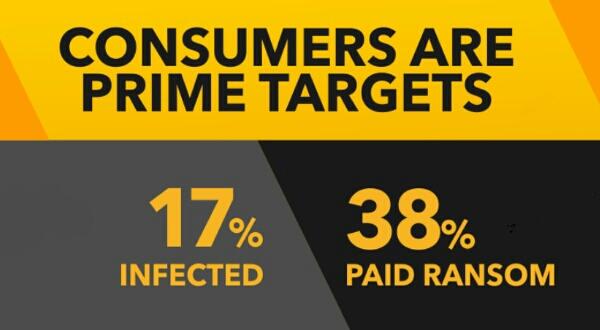 CONSUMERS ARE
PRIME TARGETS
17%
INFECTED
38%
PAID RANSOM